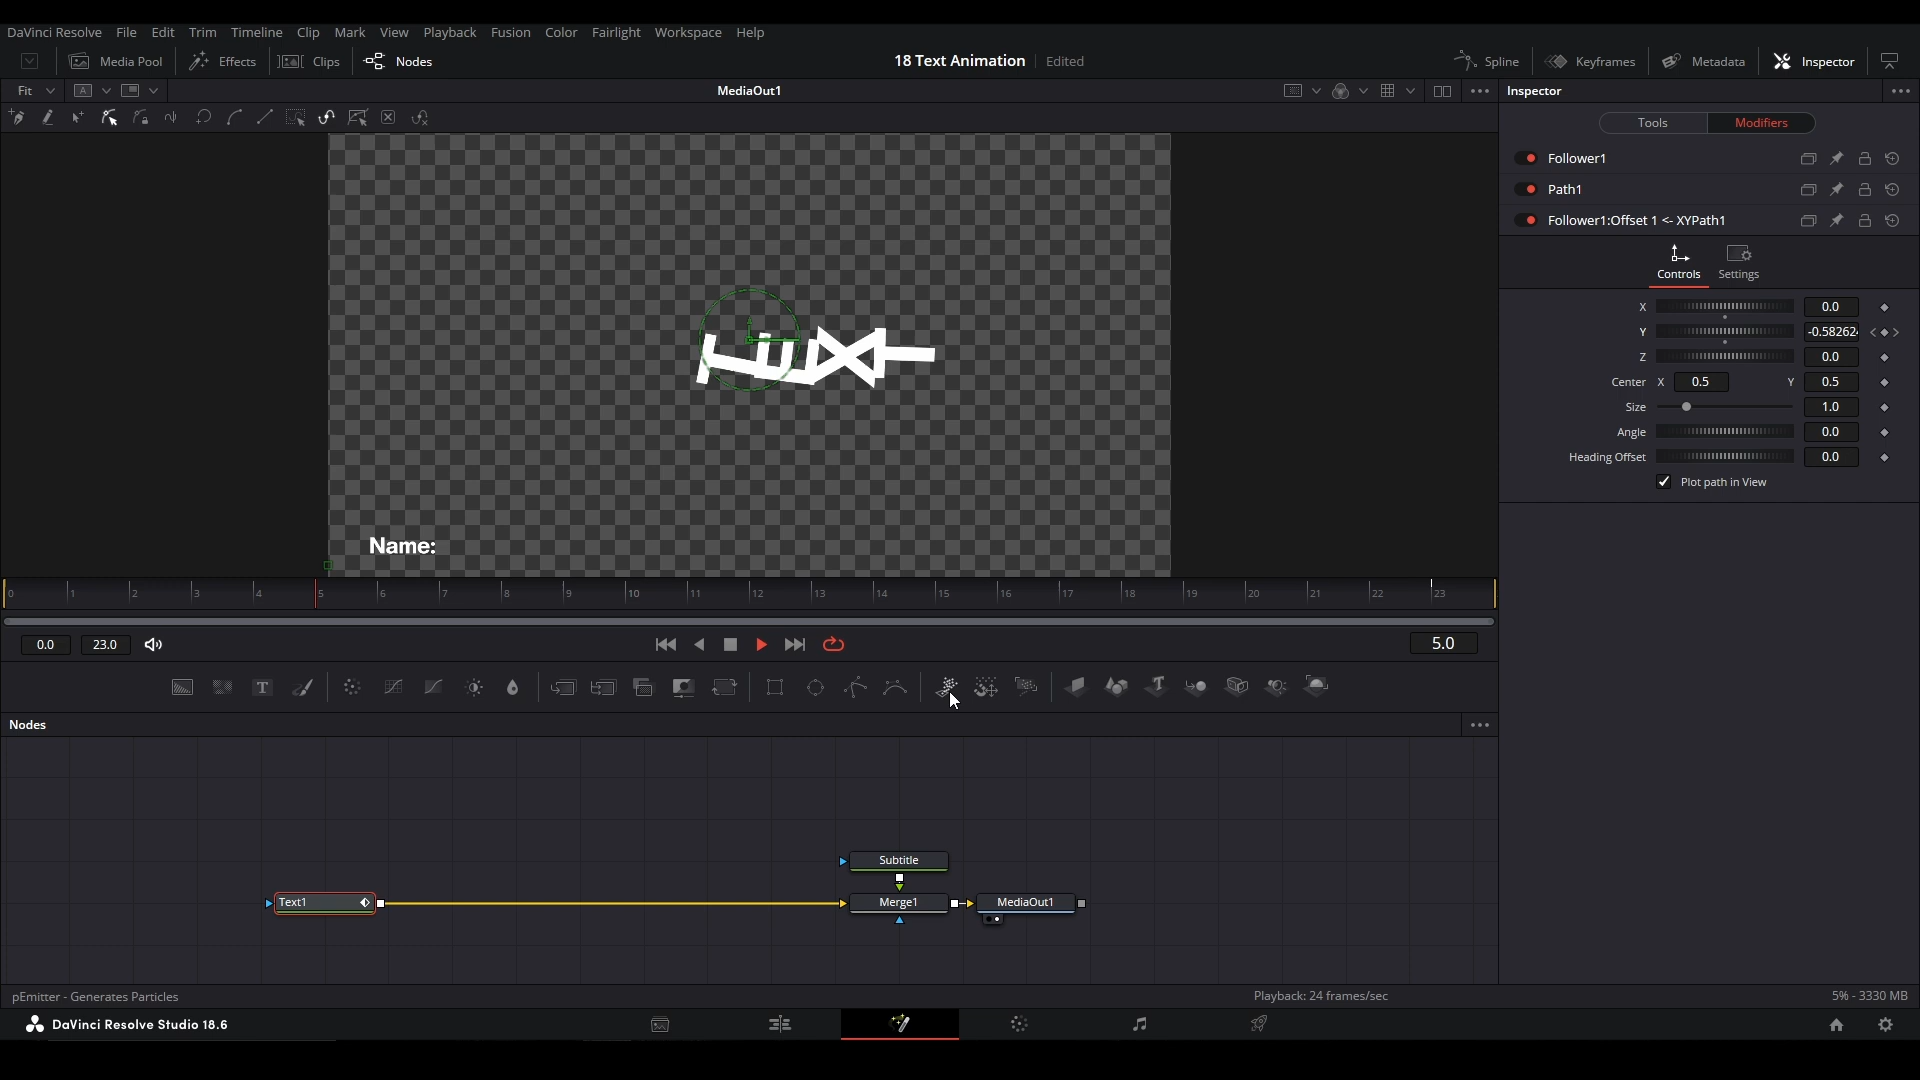 DaVinci Resolve File Edit Trim Timeline Clip Mark View Playback Fusion Color Fairlight Workspace Help
Media Pool Effects Clips Nodes 18 Text Animation Edited Spline Keyframes Metadata Inspector
Fit A MediaOut1 Inspector
Tools Modifiers
Follower1
Path1
Follower1:Offset 1 <- XYPath1
Controls Settings
X 0.0
Y -0.58262
Z 0.0
Center X 0.5 Y 0.5
Size 1.0
Angle 0.0
Heading Offset 0.0
Plot path in View
Name:
0 1 2 3 4 5 6 7 8 9 10 11 12 13 14 15 16 17 18 19 20 21 22 23
0.0 23.0 5.0
Nodes
Subtitle
Text1 Merge1 MediaOut1
pEmitter - Generates Particles Playback: 24 frames/sec 5% - 3330 MB
DaVinci Resolve Studio 18.6